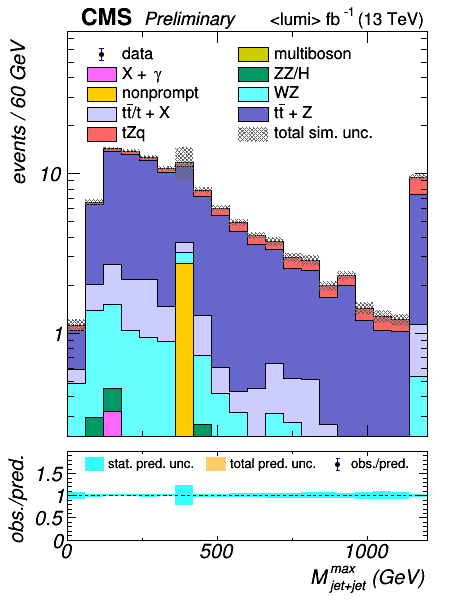 CMS Preliminary <lumi> fb⁻¹ (13 TeV)
events / 60 GeV
data
multiboson
X + γ
ZZ/H
nonprompt
WZ
tt̄/t + X
tt̄ + Z
tZq
total sim. unc.
10
1
obs./pred.
stat. pred. unc.
total pred. unc.
obs./pred.
1.5
1
0.5
0
0
500
1000
M^max_jet+jet (GeV)